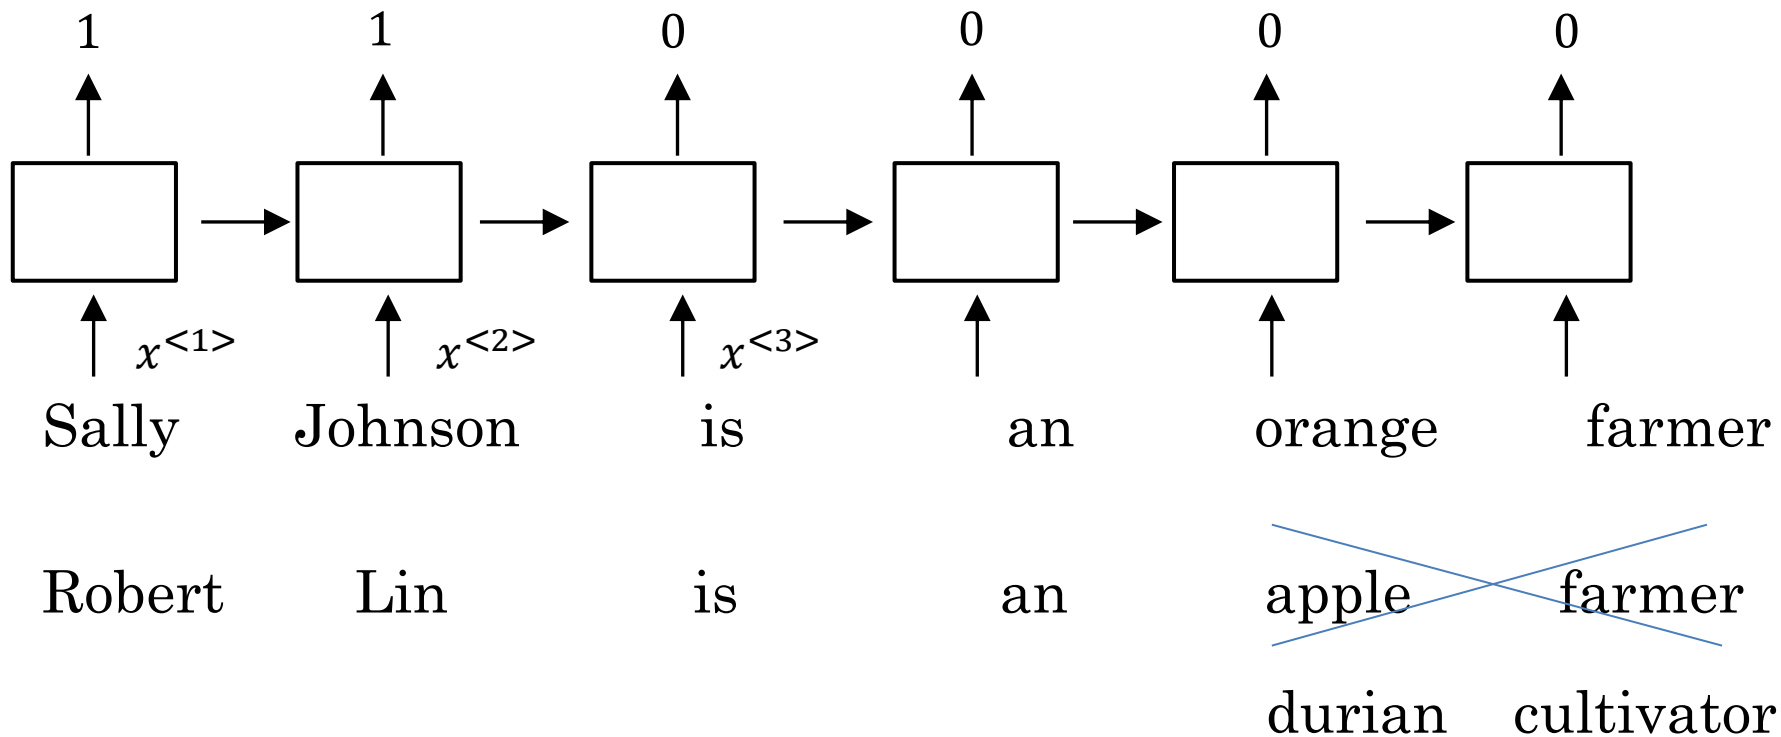 1 1 0 0 0 0
x<1> x<2> x<3>
Sally Johnson is an orange farmer
Robert Lin is an apple farmer
durian cultivator